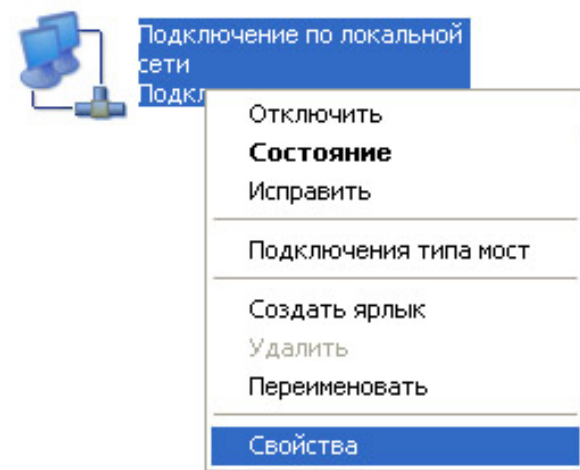 Подключение по локальной
сети
Отключить
Состояние
Исправить
Подключения типа мост
Создать ярлык
Удалить
Переименовать
Свойства